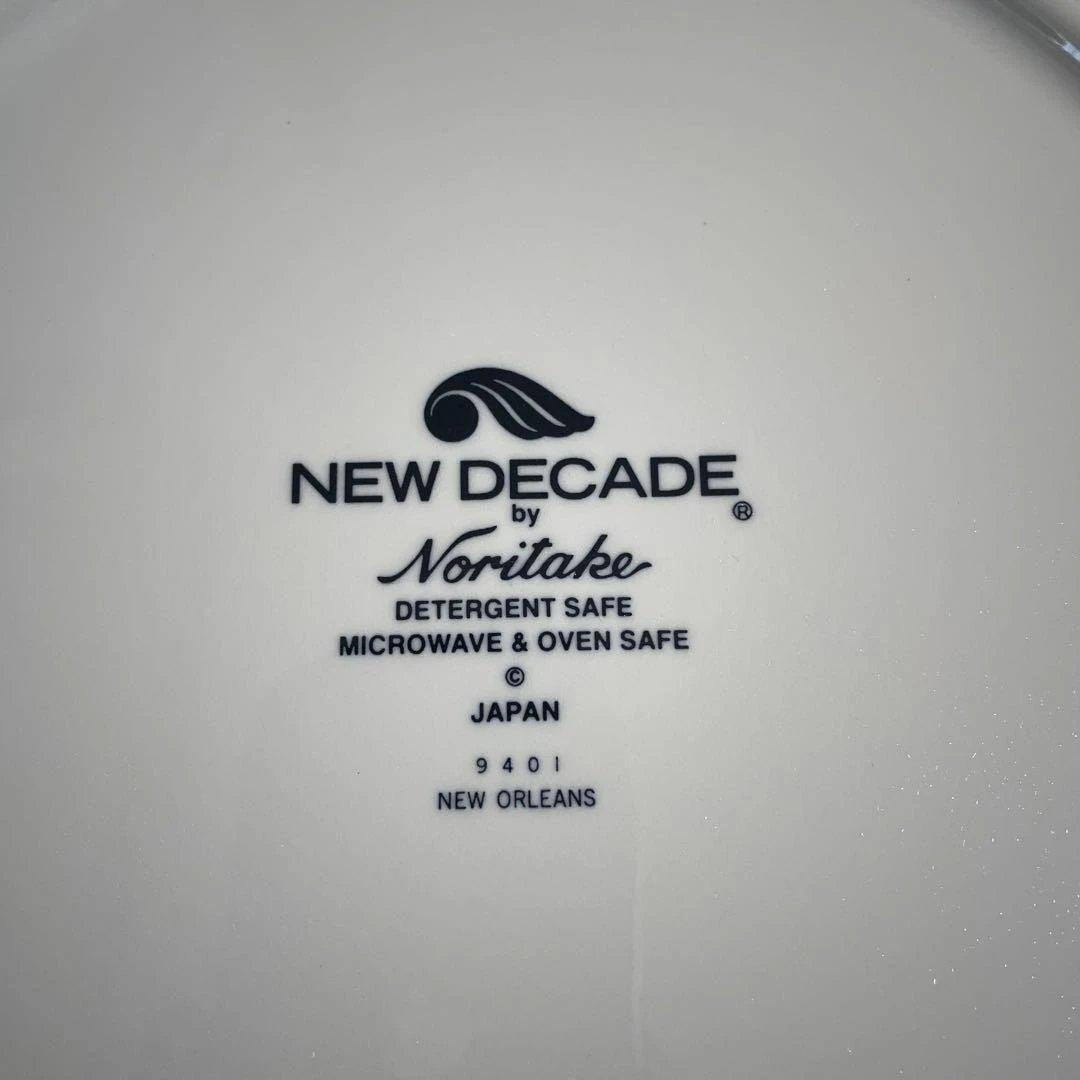 NEW DECADE
by ®
Noritake
DETERGENT SAFE
MICROWAVE & OVEN SAFE
©
JAPAN
9401
NEW ORLEANS